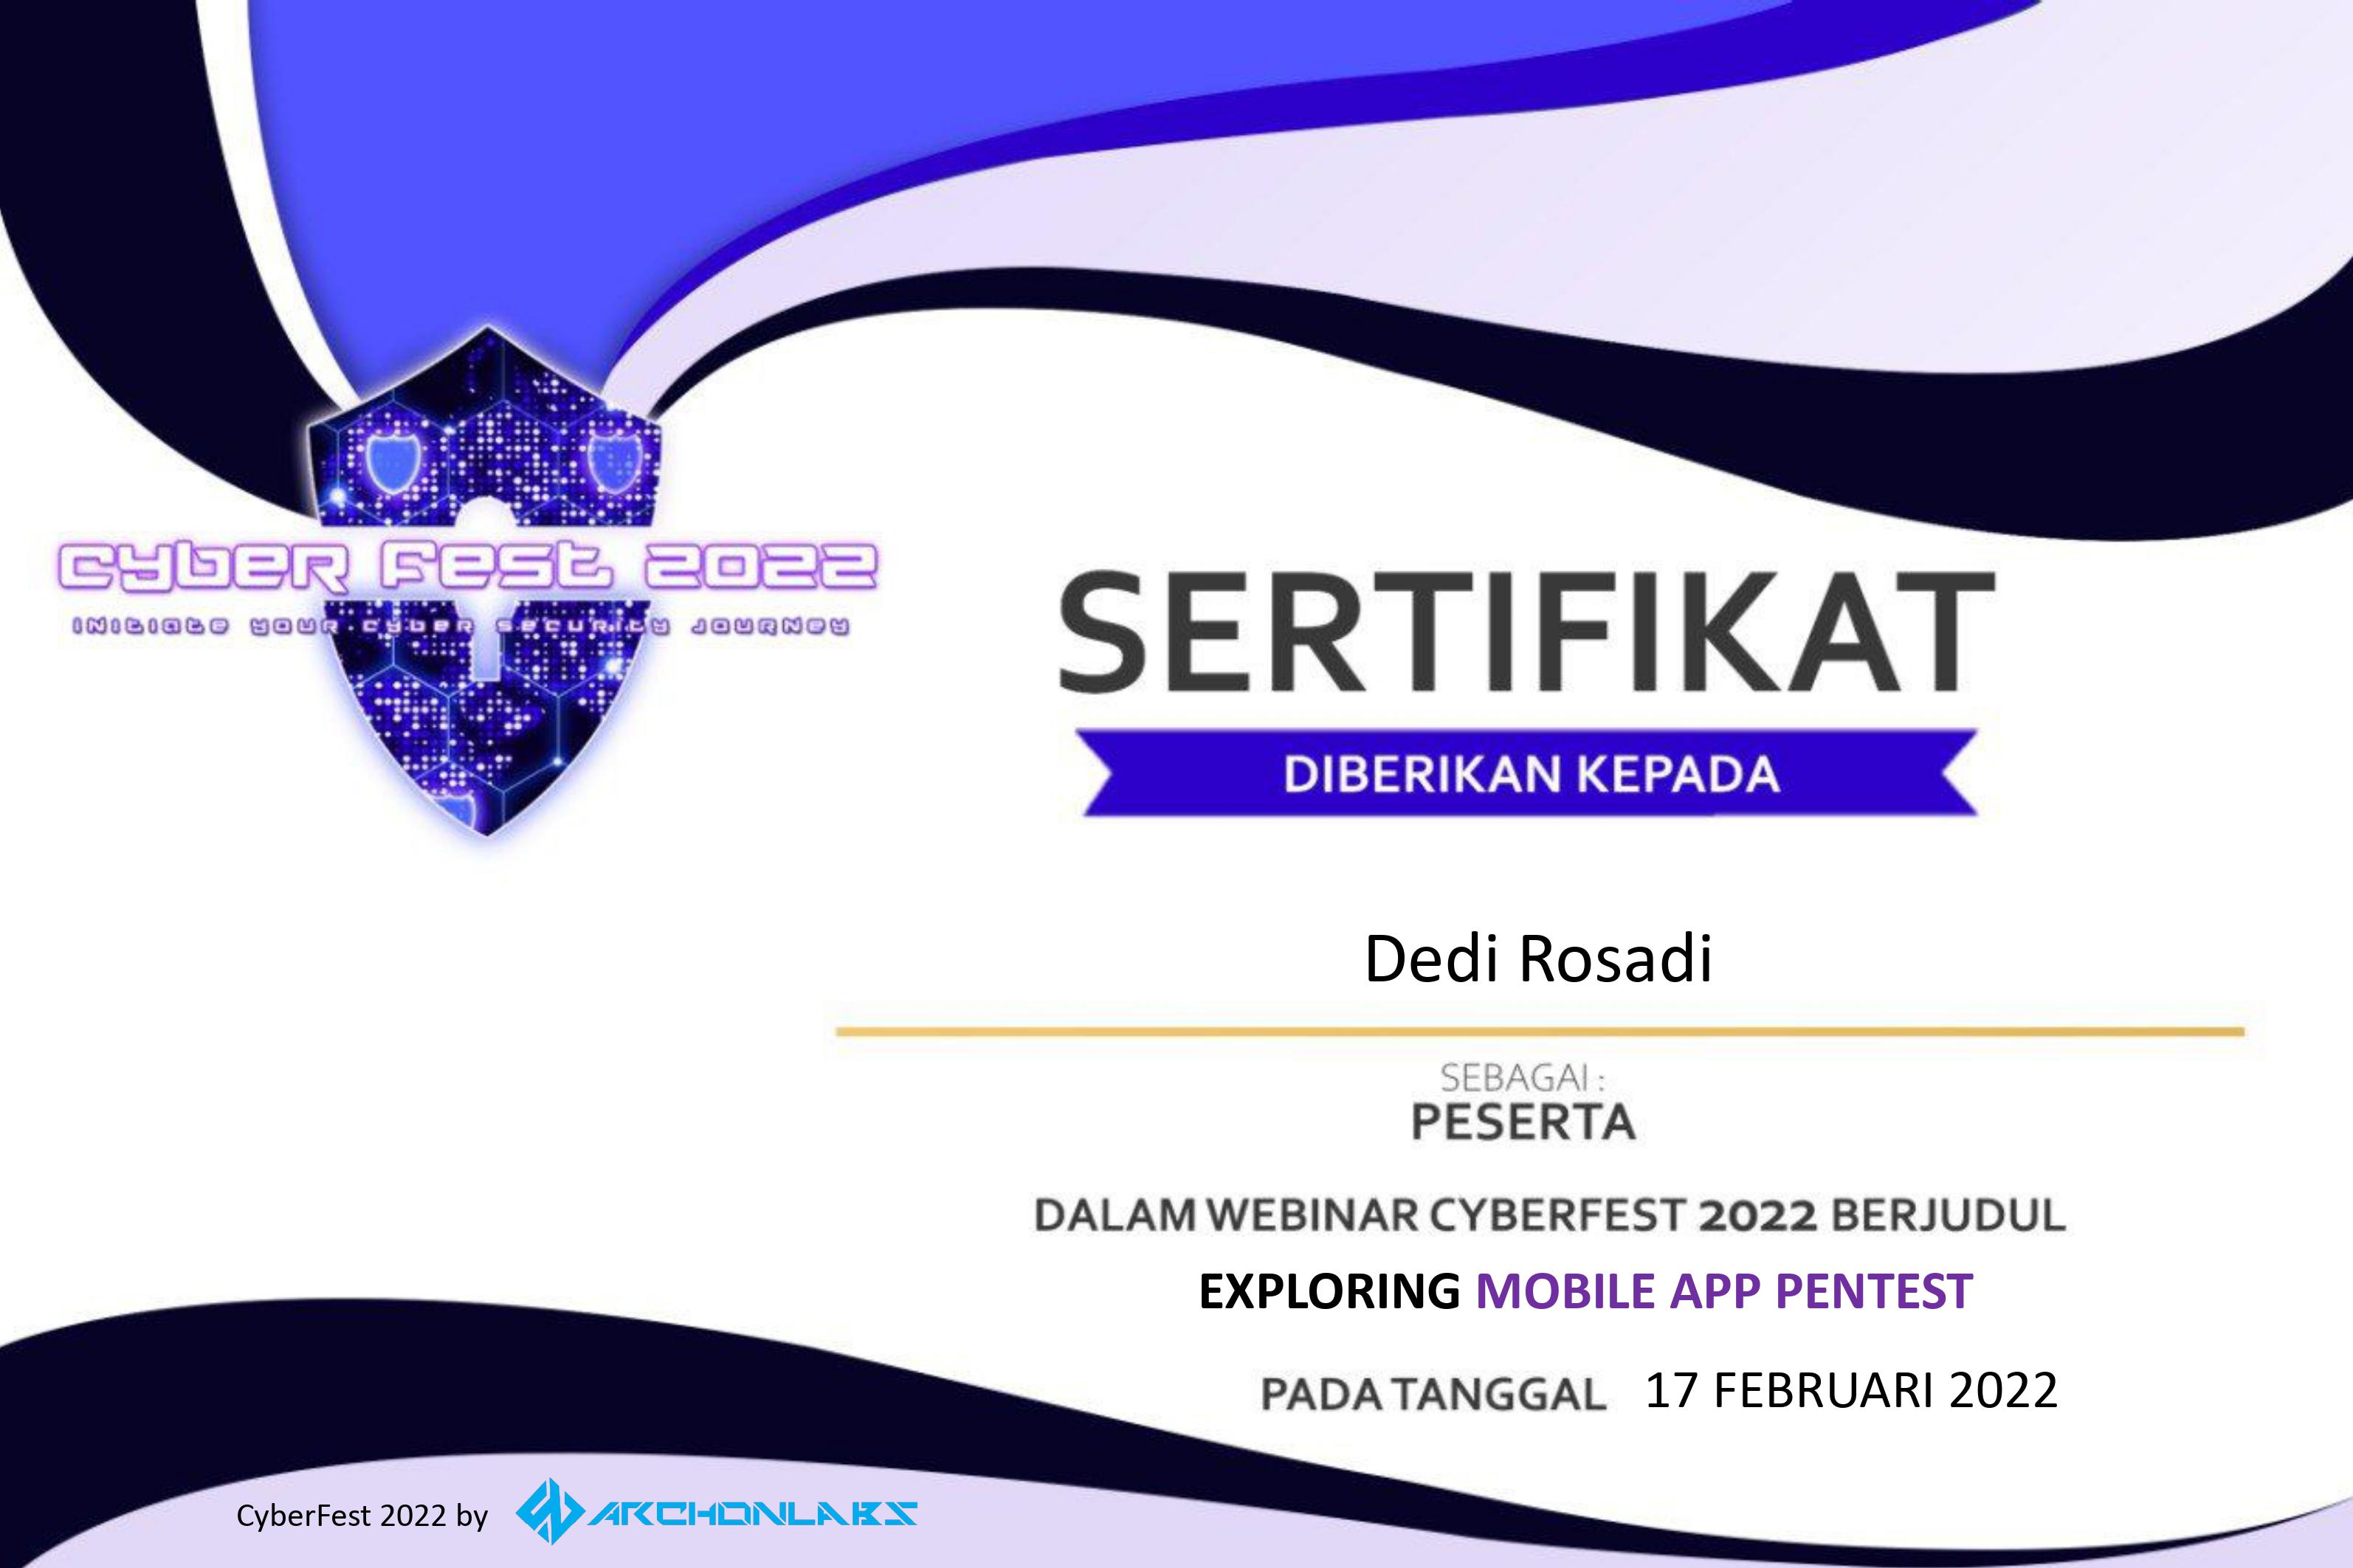 CYBER FEST 2022
INITIATE YOUR CYBER SECURITY JOURNEY
SERTIFIKAT
DIBERIKAN KEPADA
Dedi Rosadi
SEBAGAI :
PESERTA
DALAM WEBINAR CYBERFEST 2022 BERJUDUL
EXPLORING MOBILE APP PENTEST
PADA TANGGAL 17 FEBRUARI 2022
CyberFest 2022 by ARCHONLABS